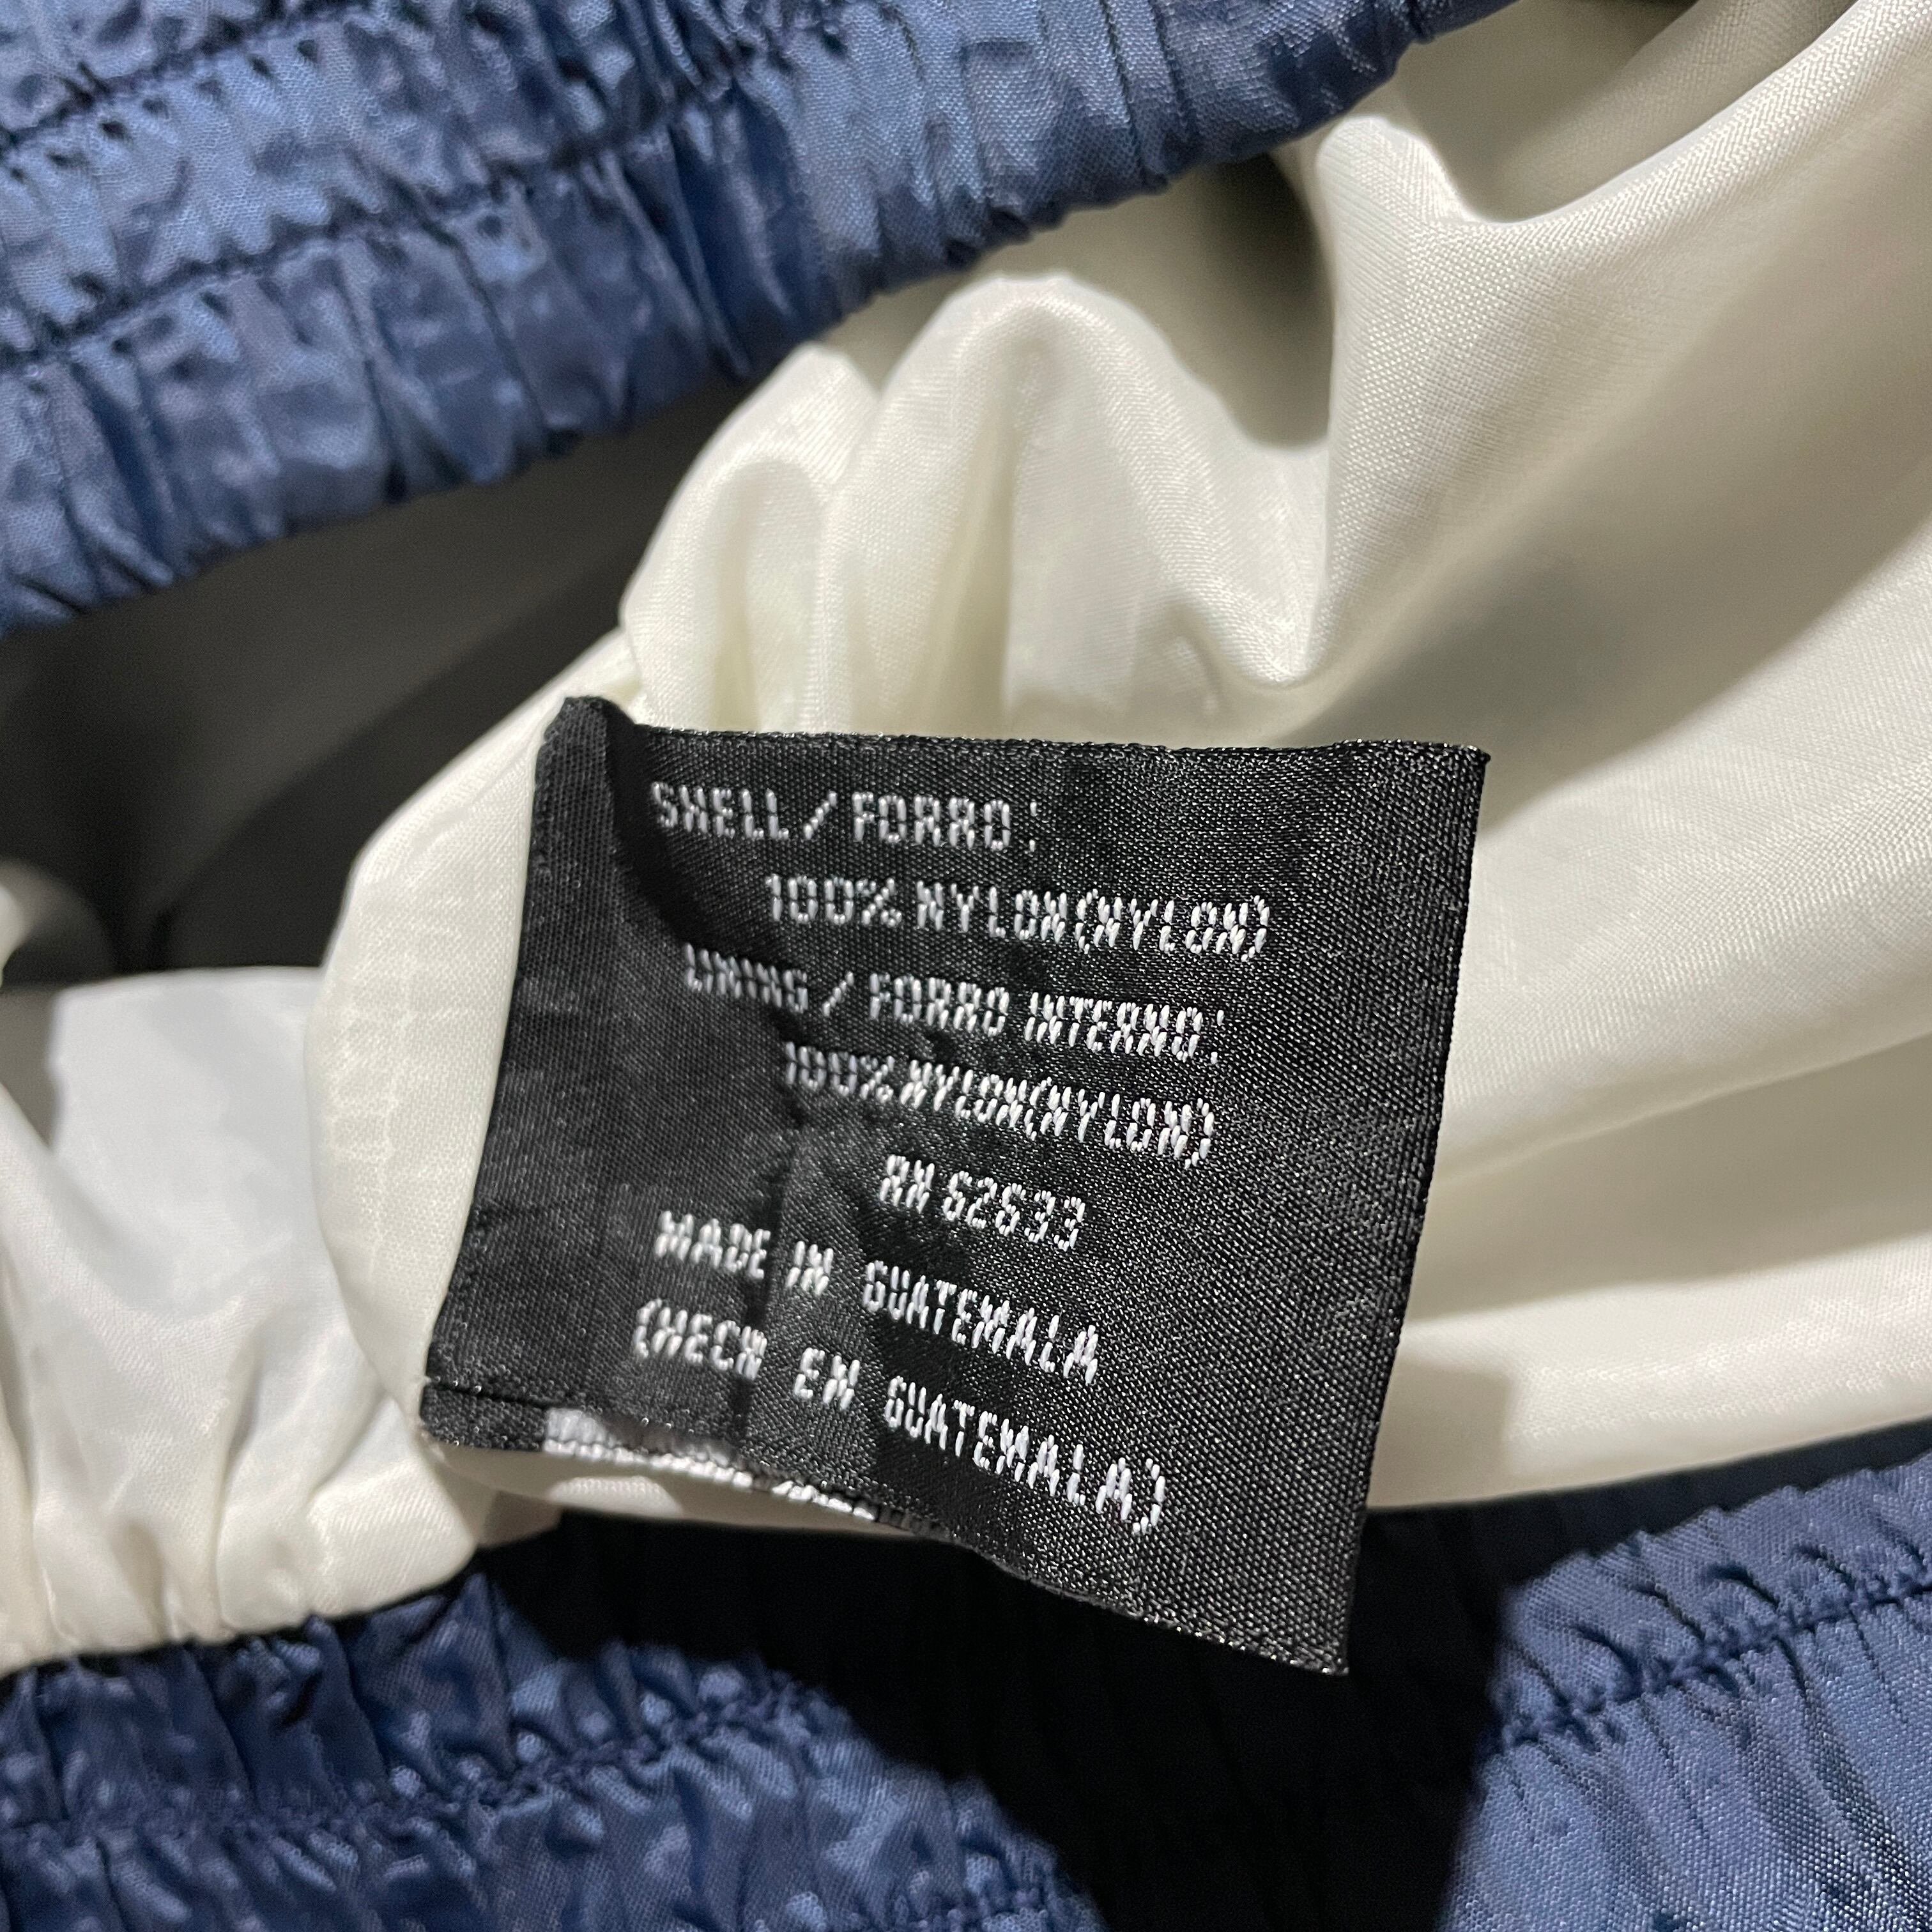 SHELL / FORRO:
100% NYLON(NYLON)
LINING / FORRO INTERNO:
100% NYLON(NYLON)
RN 52633
MADE IN GUATEMALA
(HECH EN GUATEMALA)